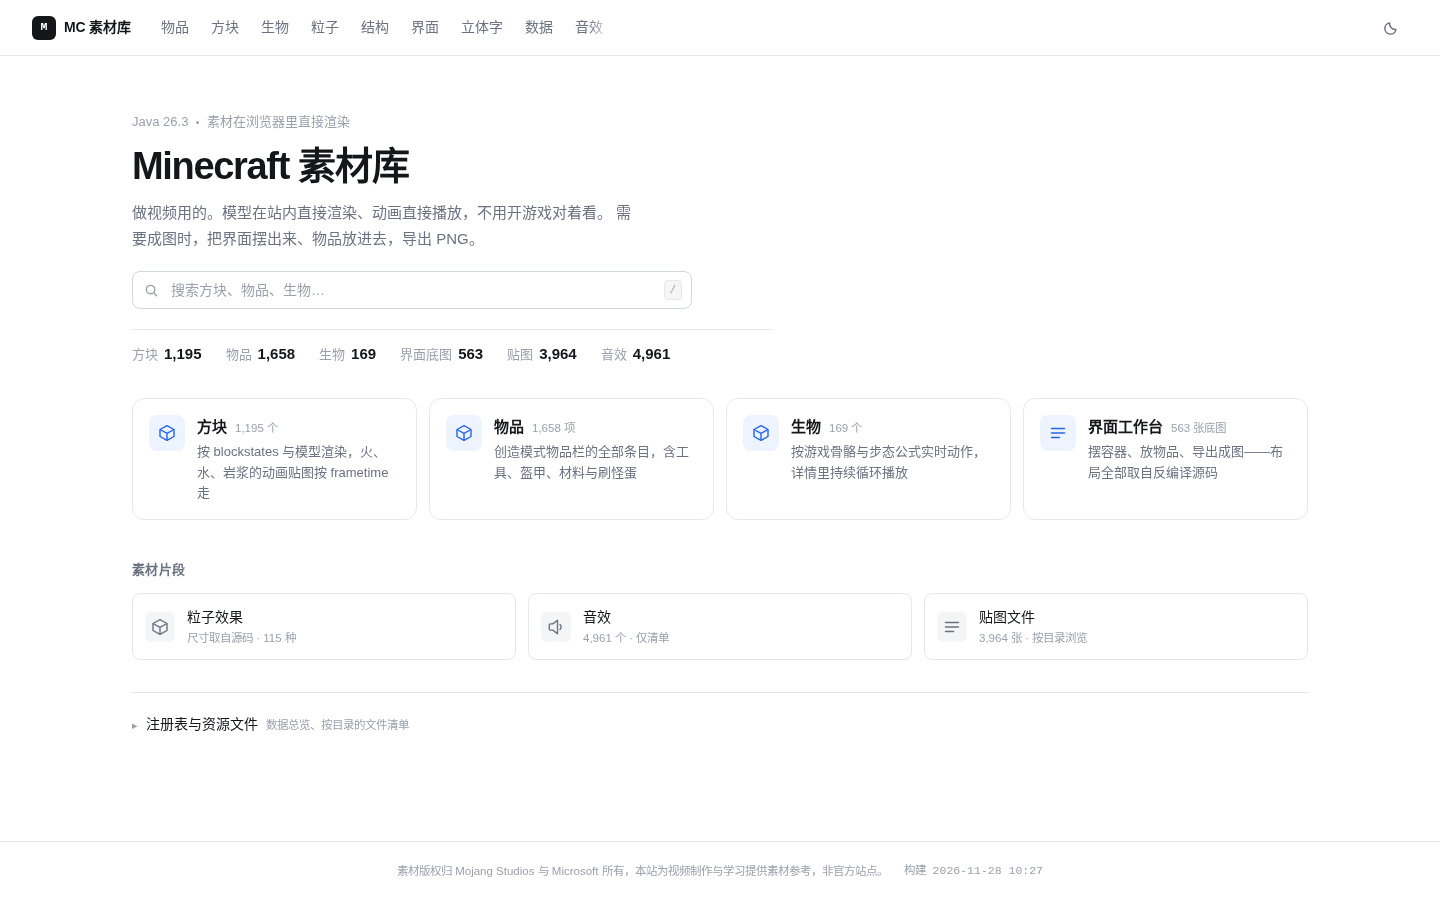 M MC 素材库 物品 方块 生物 粒子 结构 界面 立体字 数据 音效
Java 26.3 • 素材在浏览器里直接渲染
Minecraft 素材库
做视频用的。模型在站内直接渲染、动画直接播放，不用开游戏对着看。 需
要成图时，把界面摆出来、物品放进去，导出 PNG。
搜索方块、物品、生物… /
方块 1,195 物品 1,658 生物 169 界面底图 563 贴图 3,964 音效 4,961
方块 1,195 个
按 blockstates 与模型渲染，火、
水、岩浆的动画贴图按 frametime
走
物品 1,658 项
创造模式物品栏的全部条目，含工
具、盔甲、材料与刷怪蛋
生物 169 个
按游戏骨骼与步态公式实时动作，
详情里持续循环播放
界面工作台 563 张底图
摆容器、放物品、导出成图——布
局全部取自反编译源码
素材片段
粒子效果
尺寸取自源码 · 115 种
音效
4,961 个 · 仅清单
贴图文件
3,964 张 · 按目录浏览
▸ 注册表与资源文件 数据总览、按目录的文件清单
素材版权归 Mojang Studios 与 Microsoft 所有，本站为视频制作与学习提供素材参考，非官方站点。 构建 2026-11-28 10:27